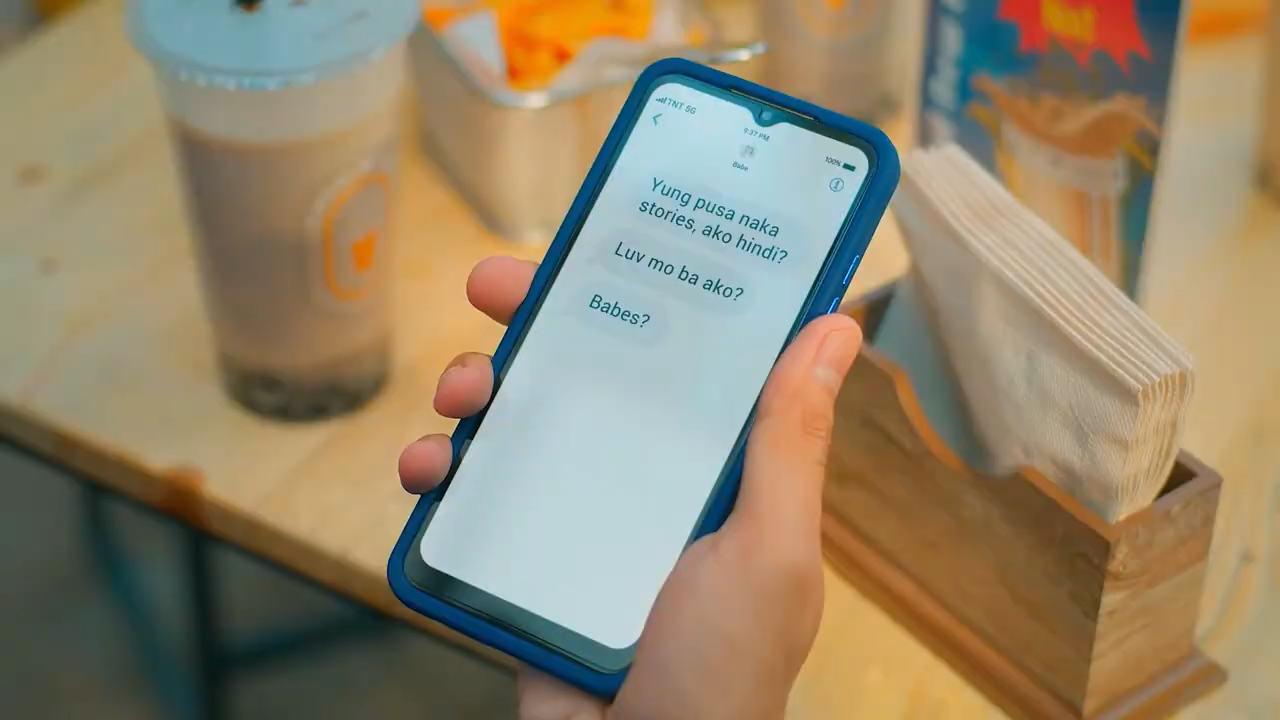 TNT 5G
9:37 PM
100%
Babe
Yung pusa naka
stories, ako hindi?
Luv mo ba ako?
Babes?